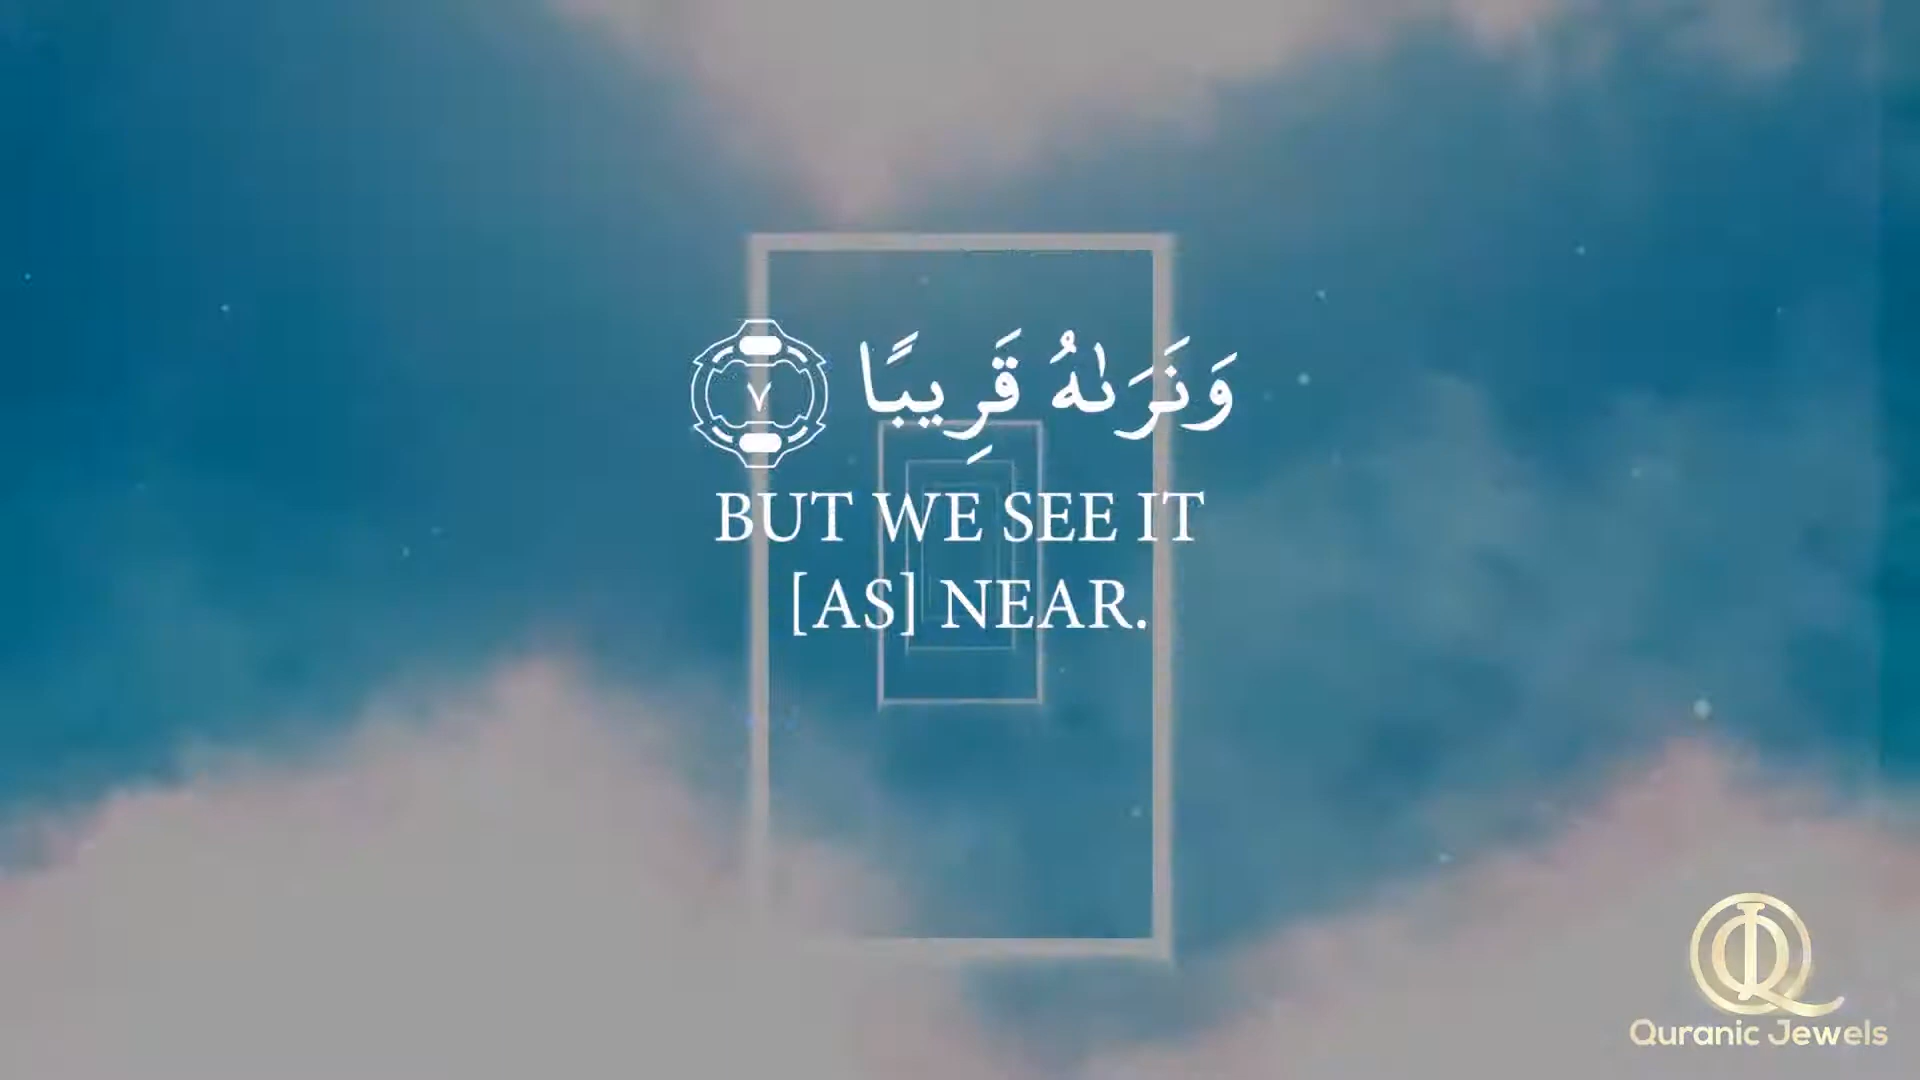 وَنَرَىٰهُ قَرِيبًا ٧
BUT WE SEE IT
[AS] NEAR.
Quranic Jewels